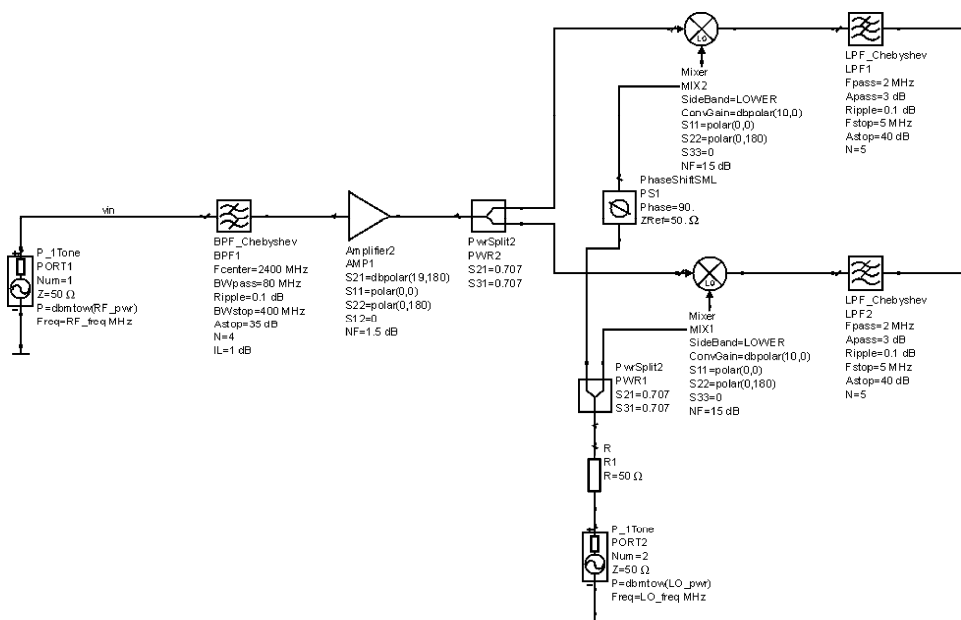 vin
P_1Tone
PORT1
Num=1
Z=50 Ω
P=dbmtow(RF_pwr)
Freq=RF_freq MHz
BPF_Chebyshev
BPF1
Fcenter=2400 MHz
BWpass=80 MHz
Ripple=0.1 dB
BWstop=400 MHz
Astop=35 dB
N=4
IL=1 dB
Amplifier2
AMP1
S21=dbpolar(19,180)
S11=polar(0,0)
S22=polar(0,180)
S12=0
NF=1.5 dB
PwrSplit2
PWR2
S21=0.707
S31=0.707
LO
Mixer
MIX2
SideBand=LOWER
ConvGain=dbpolar(10,0)
S11=polar(0,0)
S22=polar(0,180)
S33=0
NF=15 dB
LPF_Chebyshev
LPF1
Fpass=2 MHz
Apass=3 dB
Ripple=0.1 dB
Fstop=5 MHz
Astop=40 dB
N=5
PhaseShiftSML
PS1
Phase=90.
ZRef=50. Ω
LO
Mixer
MIX1
SideBand=LOWER
ConvGain=dbpolar(10,0)
S11=polar(0,0)
S22=polar(0,180)
S33=0
NF=15 dB
LPF_Chebyshev
LPF2
Fpass=2 MHz
Apass=3 dB
Ripple=0.1 dB
Fstop=5 MHz
Astop=40 dB
N=5
PwrSplit2
PWR1
S21=0.707
S31=0.707
R
R1
R=50 Ω
P_1Tone
PORT2
Num=2
Z=50 Ω
P=dbmtow(LO_pwr)
Freq=LO_freq MHz